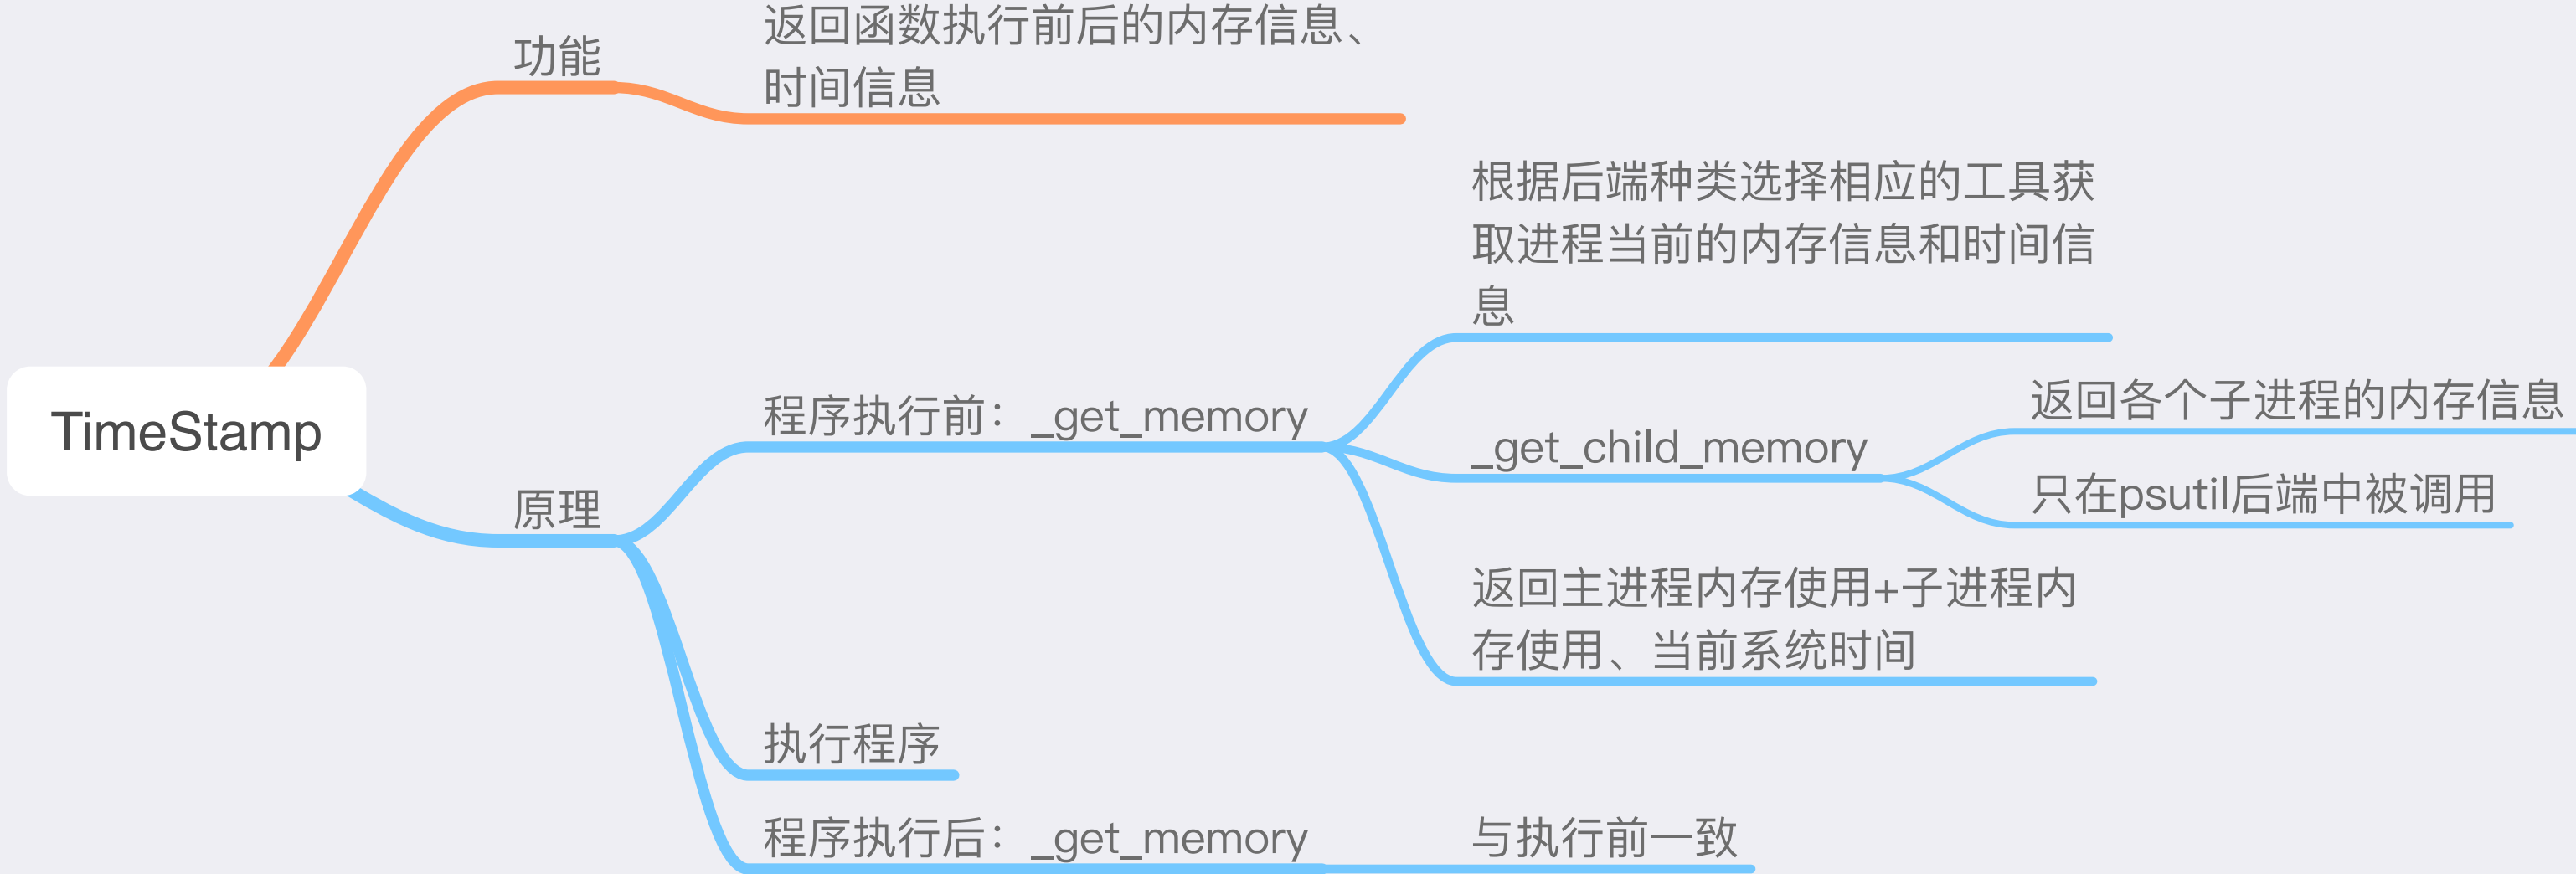 TimeStamp
功能
返回函数执行前后的内存信息、
时间信息
原理
程序执行前：_get_memory
根据后端种类选择相应的工具获
取进程当前的内存信息和时间信
息
_get_child_memory
返回各个子进程的内存信息
只在psutil后端中被调用
返回主进程内存使用+子进程内
存使用、当前系统时间
执行程序
程序执行后：_get_memory
与执行前一致